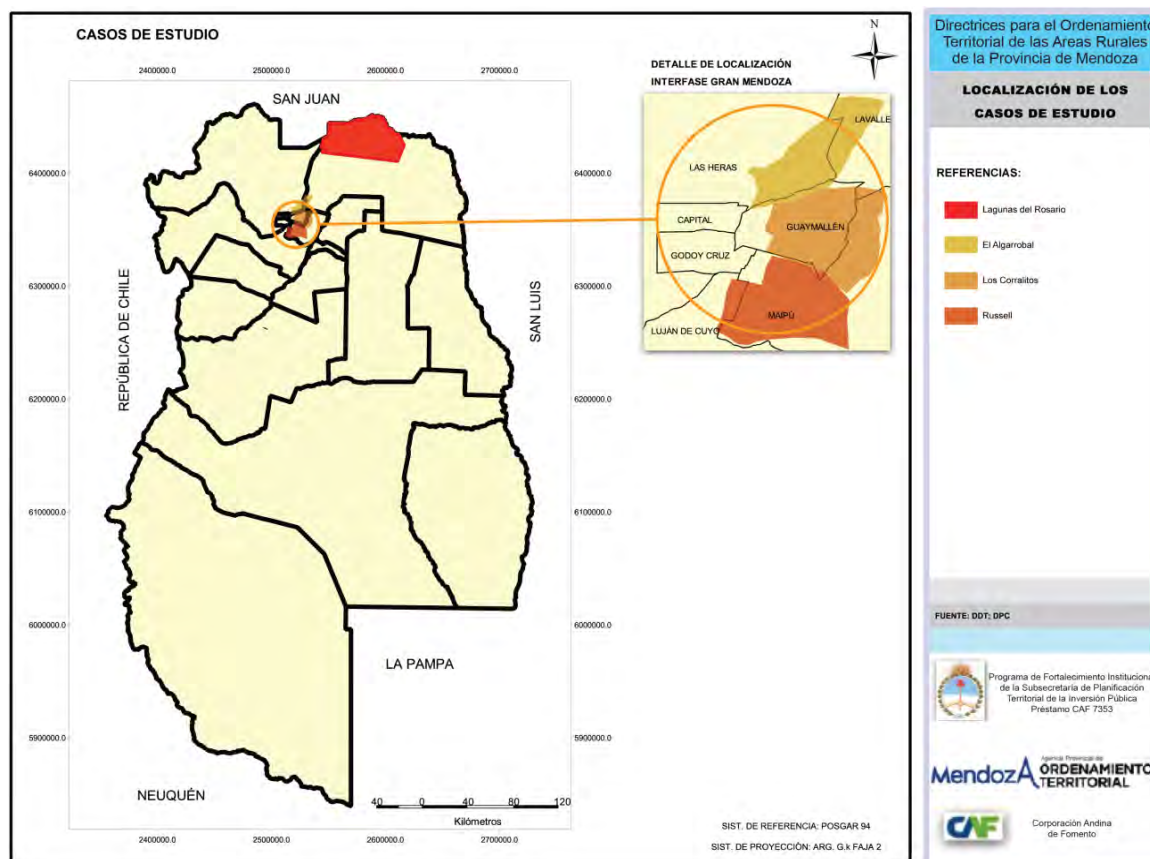 CASOS DE ESTUDIO
2400000.0
2500000.0
2600000.0
2700000.0
SAN JUAN
6400000.0
6300000.0
6200000.0
6100000.0
6000000.0
5900000.0
6400000.0
6300000.0
6200000.0
6100000.0
6000000.0
5900000.0
REPÚBLICA DE CHILE
SAN LUIS
LA PAMPA
NEUQUÉN
40 0 40 80 120
Kilómetros
2400000.0
2500000.0
2600000.0
2700000.0
N
DETALLE DE LOCALIZACIÓN
INTERFASE GRAN MENDOZA
LAVALLE
LAS HERAS
CAPITAL
GUAYMALLÉN
GODOY CRUZ
MAIPÚ
LUJÁN DE CUYO
SIST. DE REFERENCIA: POSGAR 94
SIST. DE PROYECCIÓN: ARG. G.k FAJA 2
Directrices para el Ordenamiento
Territorial de las Areas Rurales
de la Provincia de Mendoza
LOCALIZACIÓN DE LOS
CASOS DE ESTUDIO
REFERENCIAS:
Lagunas del Rosario
El Algarrobal
Los Corralitos
Russell
FUENTE: DDT; DPC
Programa de Fortalecimiento Instituciona
de la Subsecretaría de Planificación
Territorial de la inversión Pública
Préstamo CAF 7353
Agencia Provincial de
MendozA ORDENAMIENTO
TERRITORIAL
CAF
Corporación Andina
de Fomento